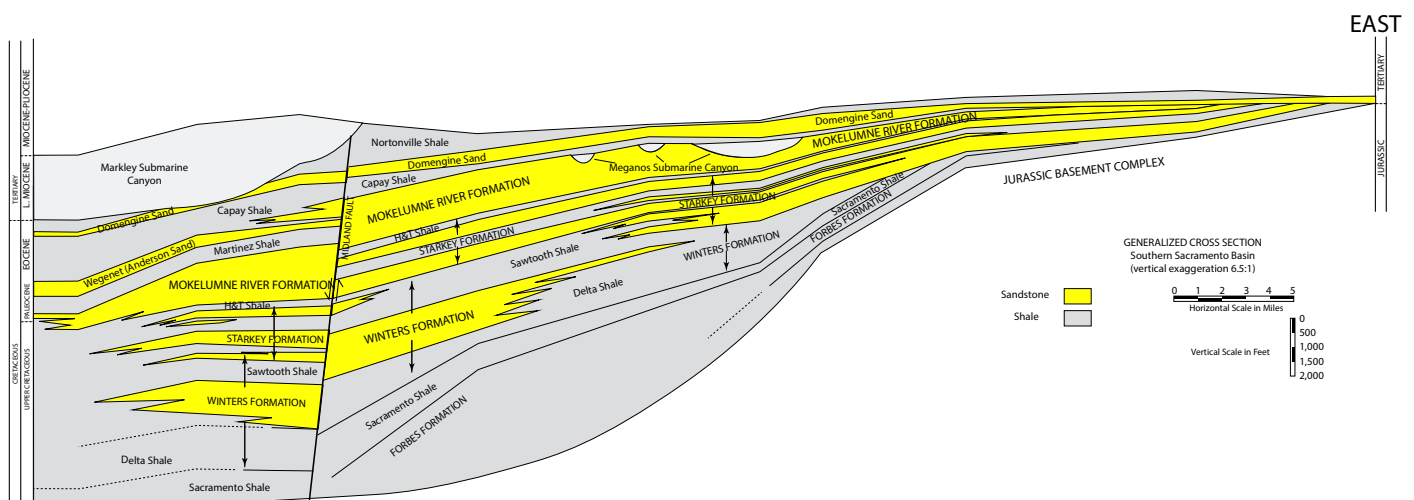 EAST
MIOCENE-PLIOCENE
TERTIARY
L. MIOCENE
EOCENE
PALEOCENE
CRETACEOUS
UPPER CRETACEOUS
TERTIARY
JURASSIC
Markley Submarine
Canyon
Nortonville Shale
Domengine Sand
Domengine Sand
MOKELUMNE RIVER FORMATION
Meganos Submarine Canyon
Capay Shale
MOKELUMNE RIVER FORMATION
JURASSIC BASEMENT COMPLEX
Capay Shale
Domengine Sand
MIDLAND FAULT
H&T Shale
STARKEY FORMATION
STARKEY FORMATION
Sacramento Shale
FORBES FORMATION
Martinez Shale
Wegenet (Anderson Sand)
Sawtooth Shale
WINTERS FORMATION
GENERALIZED CROSS SECTION
Southern Sacramento Basin
(vertical exaggeration 6.5:1)
MOKELUMNE RIVER FORMATION
Delta Shale
H&T Shale
Sandstone
Shale
0 1 2 3 4 5
Horizontal Scale in Miles
Vertical Scale in Feet
0
500
1,000
1,500
2,000
WINTERS FORMATION
STARKEY FORMATION
Sawtooth Shale
WINTERS FORMATION
Sacramento Shale
FORBES FORMATION
Delta Shale
Sacramento Shale